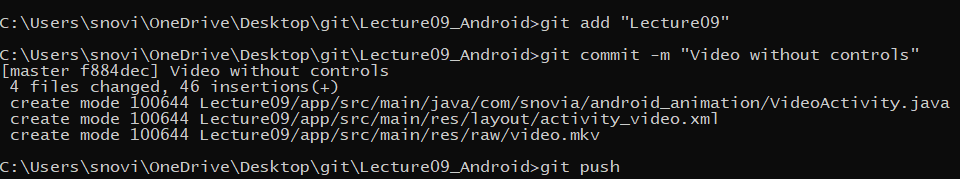 C:\Users\snovi\OneDrive\Desktop\git\Lecture09_Android>git add "Lecture09"
C:\Users\snovi\OneDrive\Desktop\git\Lecture09_Android>git commit -m "Video without controls"
[master f884dec] Video without controls
 4 files changed, 46 insertions(+)
 create mode 100644 Lecture09/app/src/main/java/com/snovia/android_animation/VideoActivity.java
 create mode 100644 Lecture09/app/src/main/res/layout/activity_video.xml
 create mode 100644 Lecture09/app/src/main/res/raw/video.mkv
C:\Users\snovi\OneDrive\Desktop\git\Lecture09_Android>git push